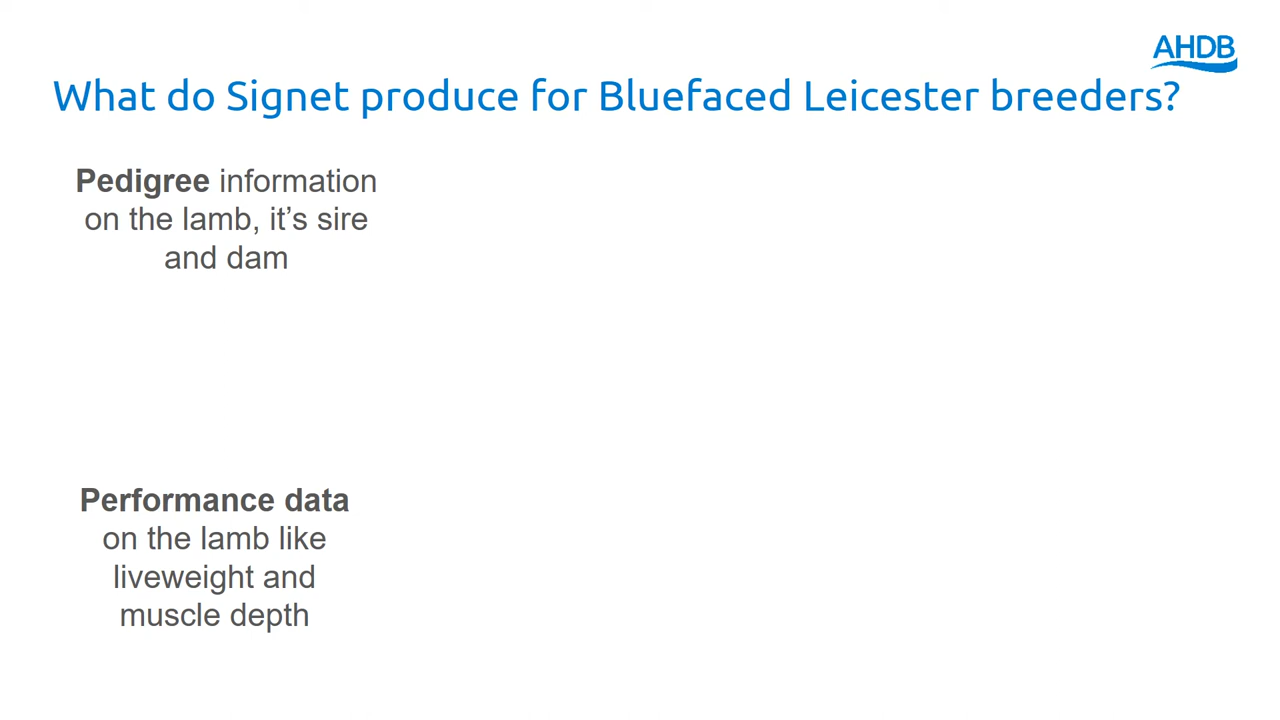 AHDB
What do Signet produce for Bluefaced Leicester breeders?
Pedigree information
on the lamb, it’s sire
and dam
Performance data
on the lamb like
liveweight and
muscle depth